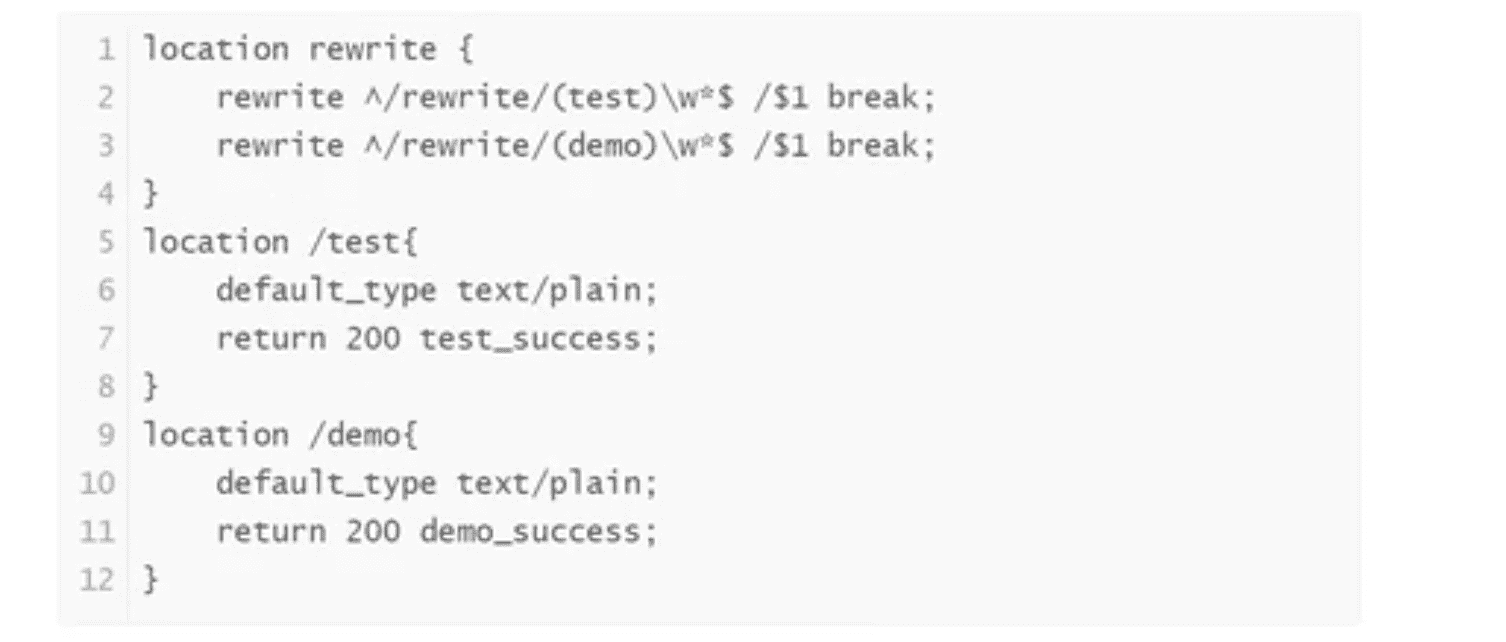 1 location rewrite {
2     rewrite ^/rewrite/(test)\w*$ /$1 break;
3     rewrite ^/rewrite/(demo)\w*$ /$1 break;
4 }
5 location /test{
6     default_type text/plain;
7     return 200 test_success;
8 }
9 location /demo{
10     default_type text/plain;
11     return 200 demo_success;
12 }